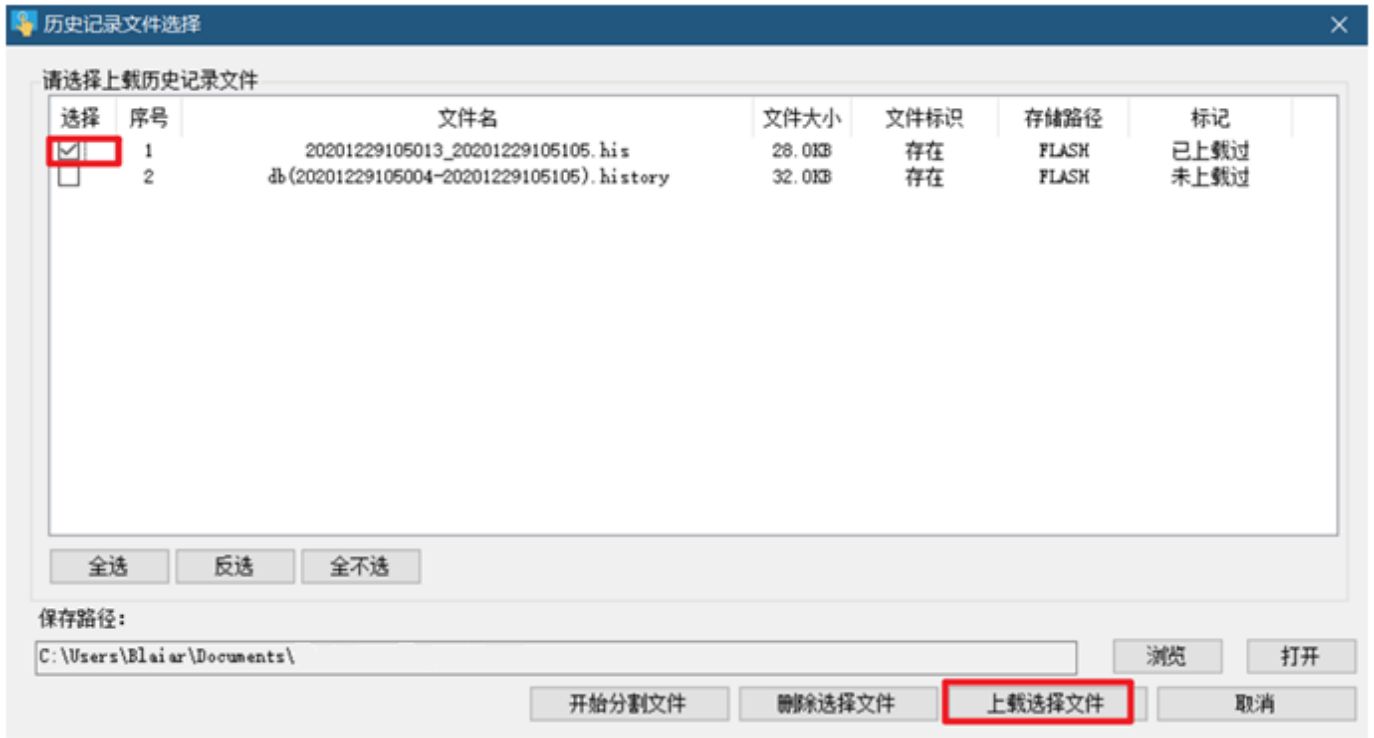 历史记录文件选择
请选择上载历史记录文件
选择 序号 文件名 文件大小 文件标识 存储路径 标记
1 20201229105013_20201229105105.his 28.0KB 存在 FLASH 已上载过
2 db(20201229105004-20201229105105).history 32.0KB 存在 FLASH 未上载过
全选 反选 全不选
保存路径:
C:\Users\Blaiar\Documents\ 浏览 打开
开始分割文件 删除选择文件 上载选择文件 取消